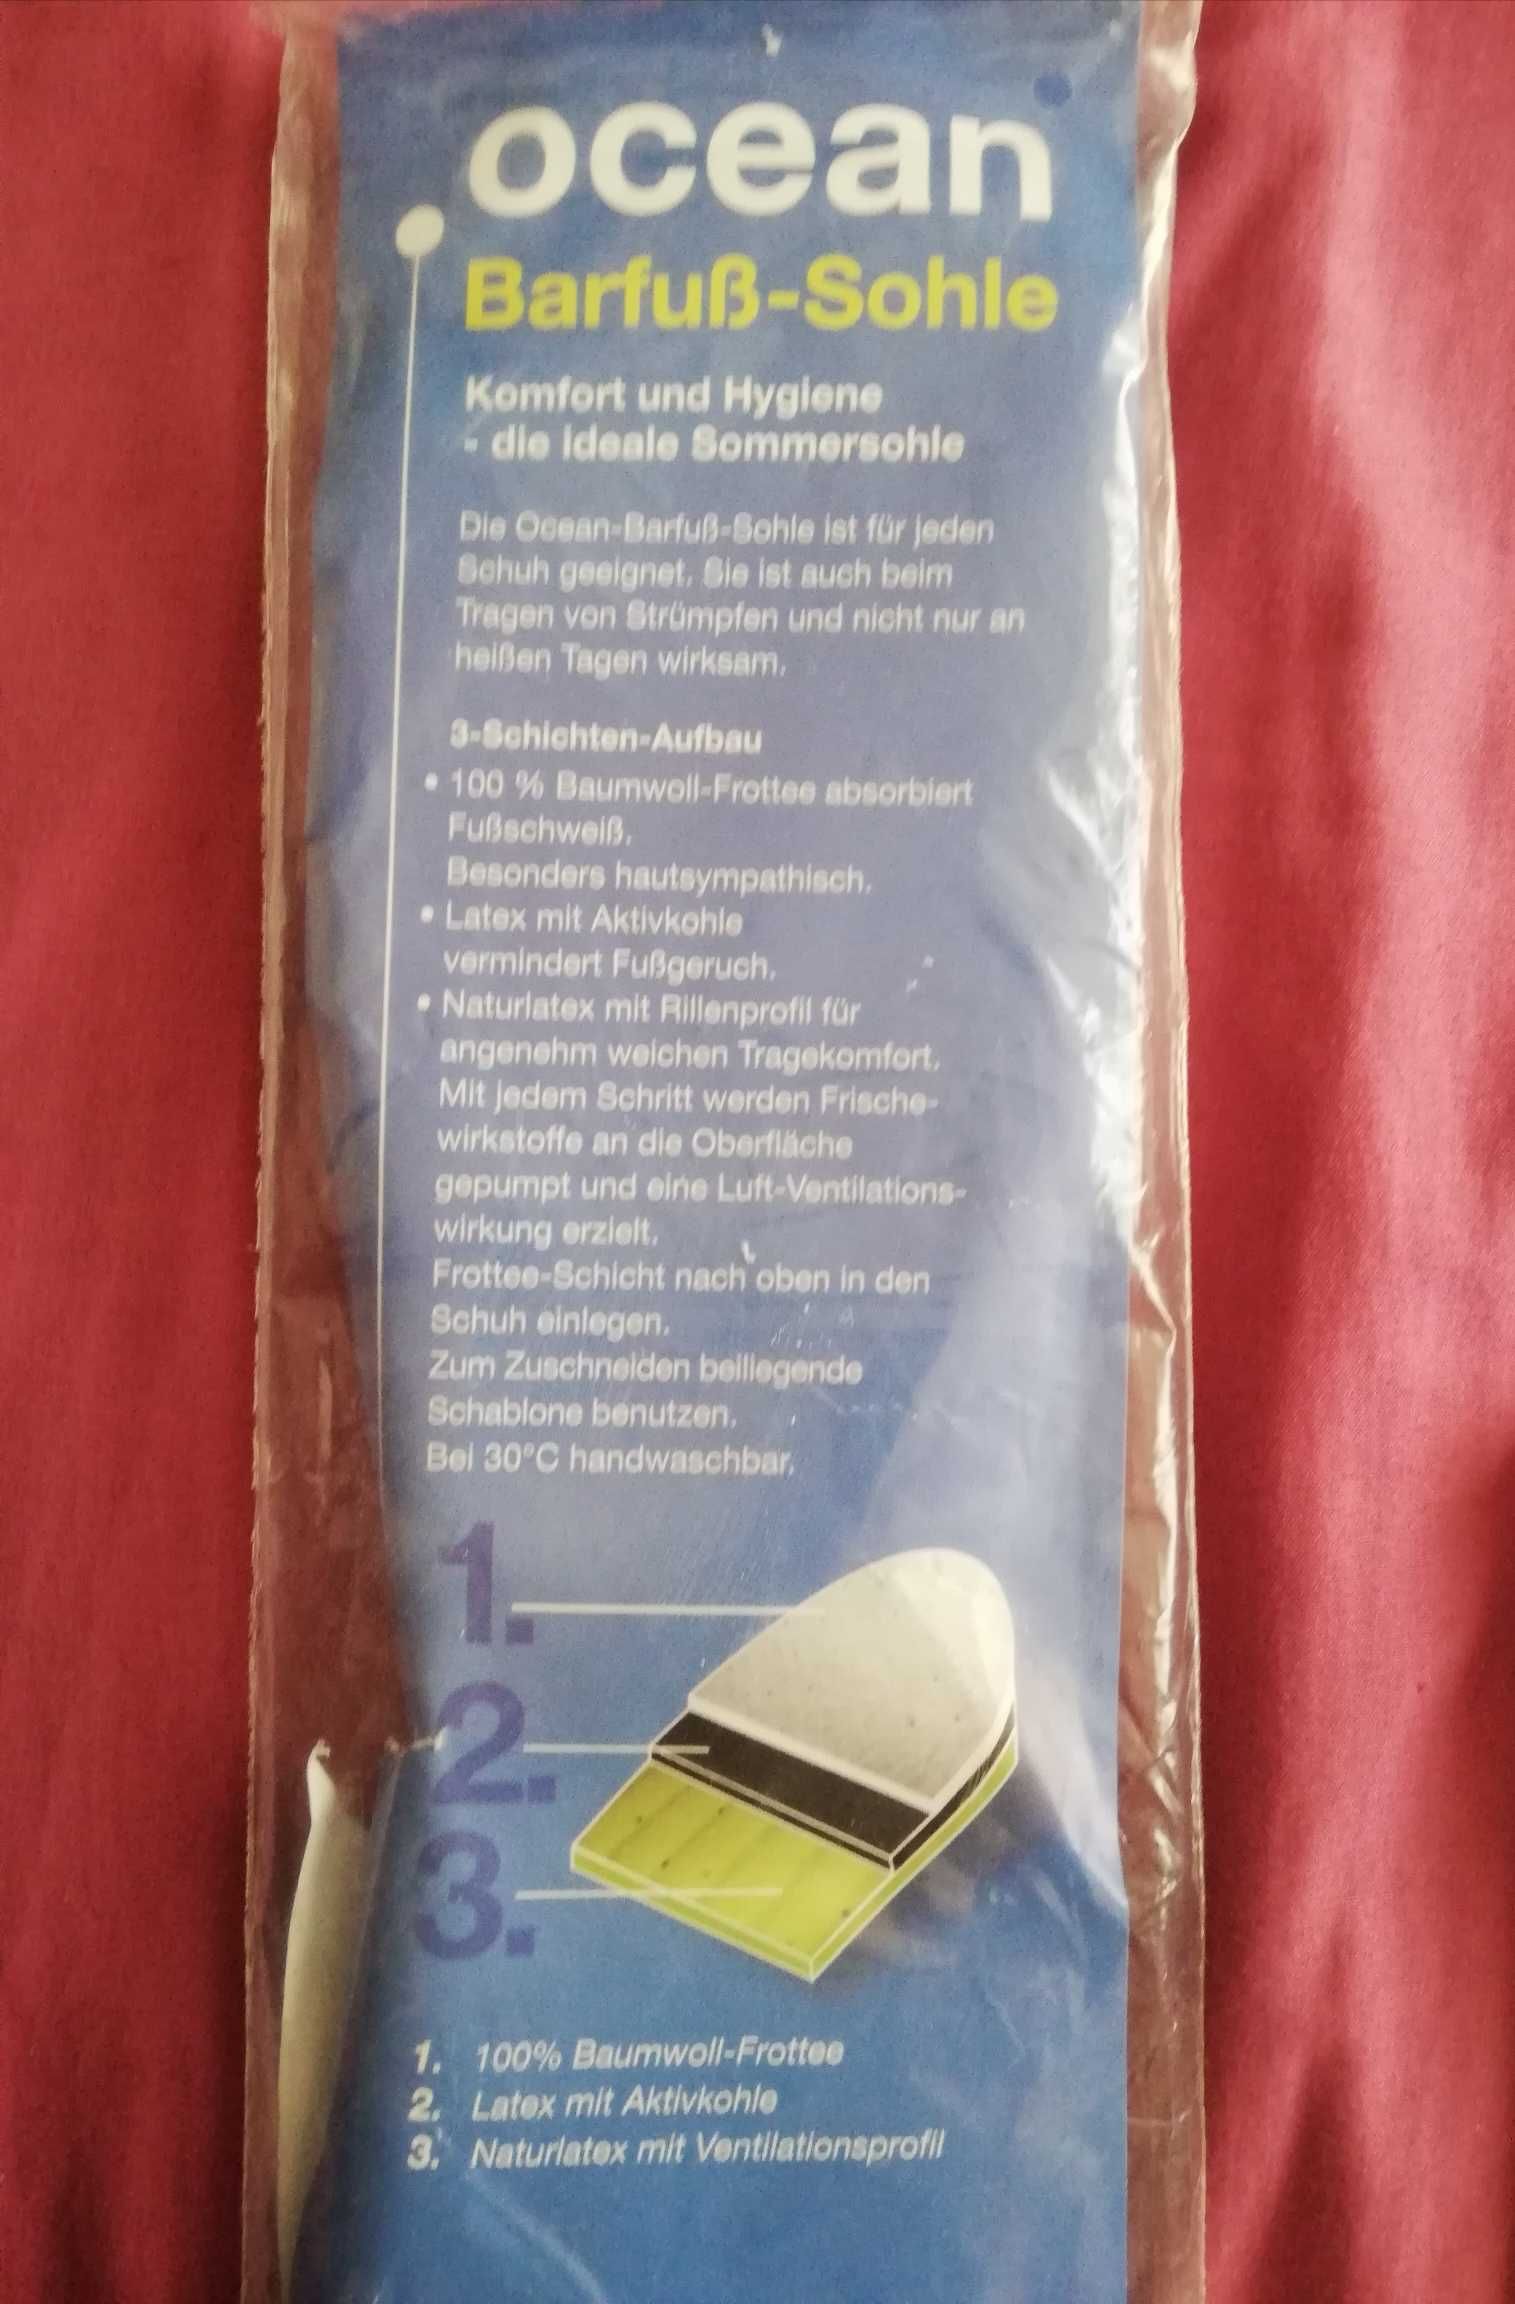 ocean
Barfuß-Sohle
Komfort und Hygiene
- die ideale Sommersohle
Die Ocean-Barfuß-Sohle ist für jeden
Schuh geeignet. Sie ist auch beim
Tragen von Strümpfen und nicht nur an
heißen Tagen wirksam.
3-Schichten-Aufbau
• 100 % Baumwoll-Frottee absorbiert
Fußschweiß.
Besonders hautsympathisch.
• Latex mit Aktivkohle
vermindert Fußgeruch.
• Naturlatex mit Rillenprofil für
angenehm weichen Tragekomfort.
Mit jedem Schritt werden Frische-
wirkstoffe an die Oberfläche
gepumpt und eine Luft-Ventilations-
wirkung erzielt.
Frottee-Schicht nach oben in den
Schuh einlegen.
Zum Zuschneiden beiliegende
Schablone benutzen.
Bei 30°C handwaschbar.
1.
2.
3.
1. 100% Baumwoll-Frottee
2. Latex mit Aktivkohle
3. Naturlatex mit Ventilationsprofil